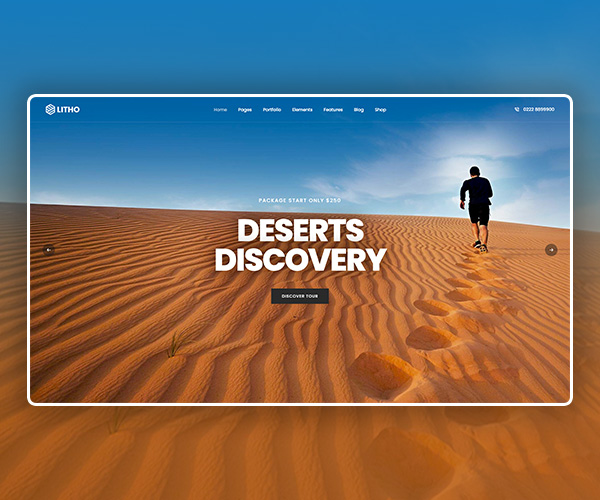 LITHO
Home Pages Portfolio Elements Features Blog Shop
0222 8899900
PACKAGE START ONLY $250
DESERTS
DISCOVERY
DISCOVER TOUR